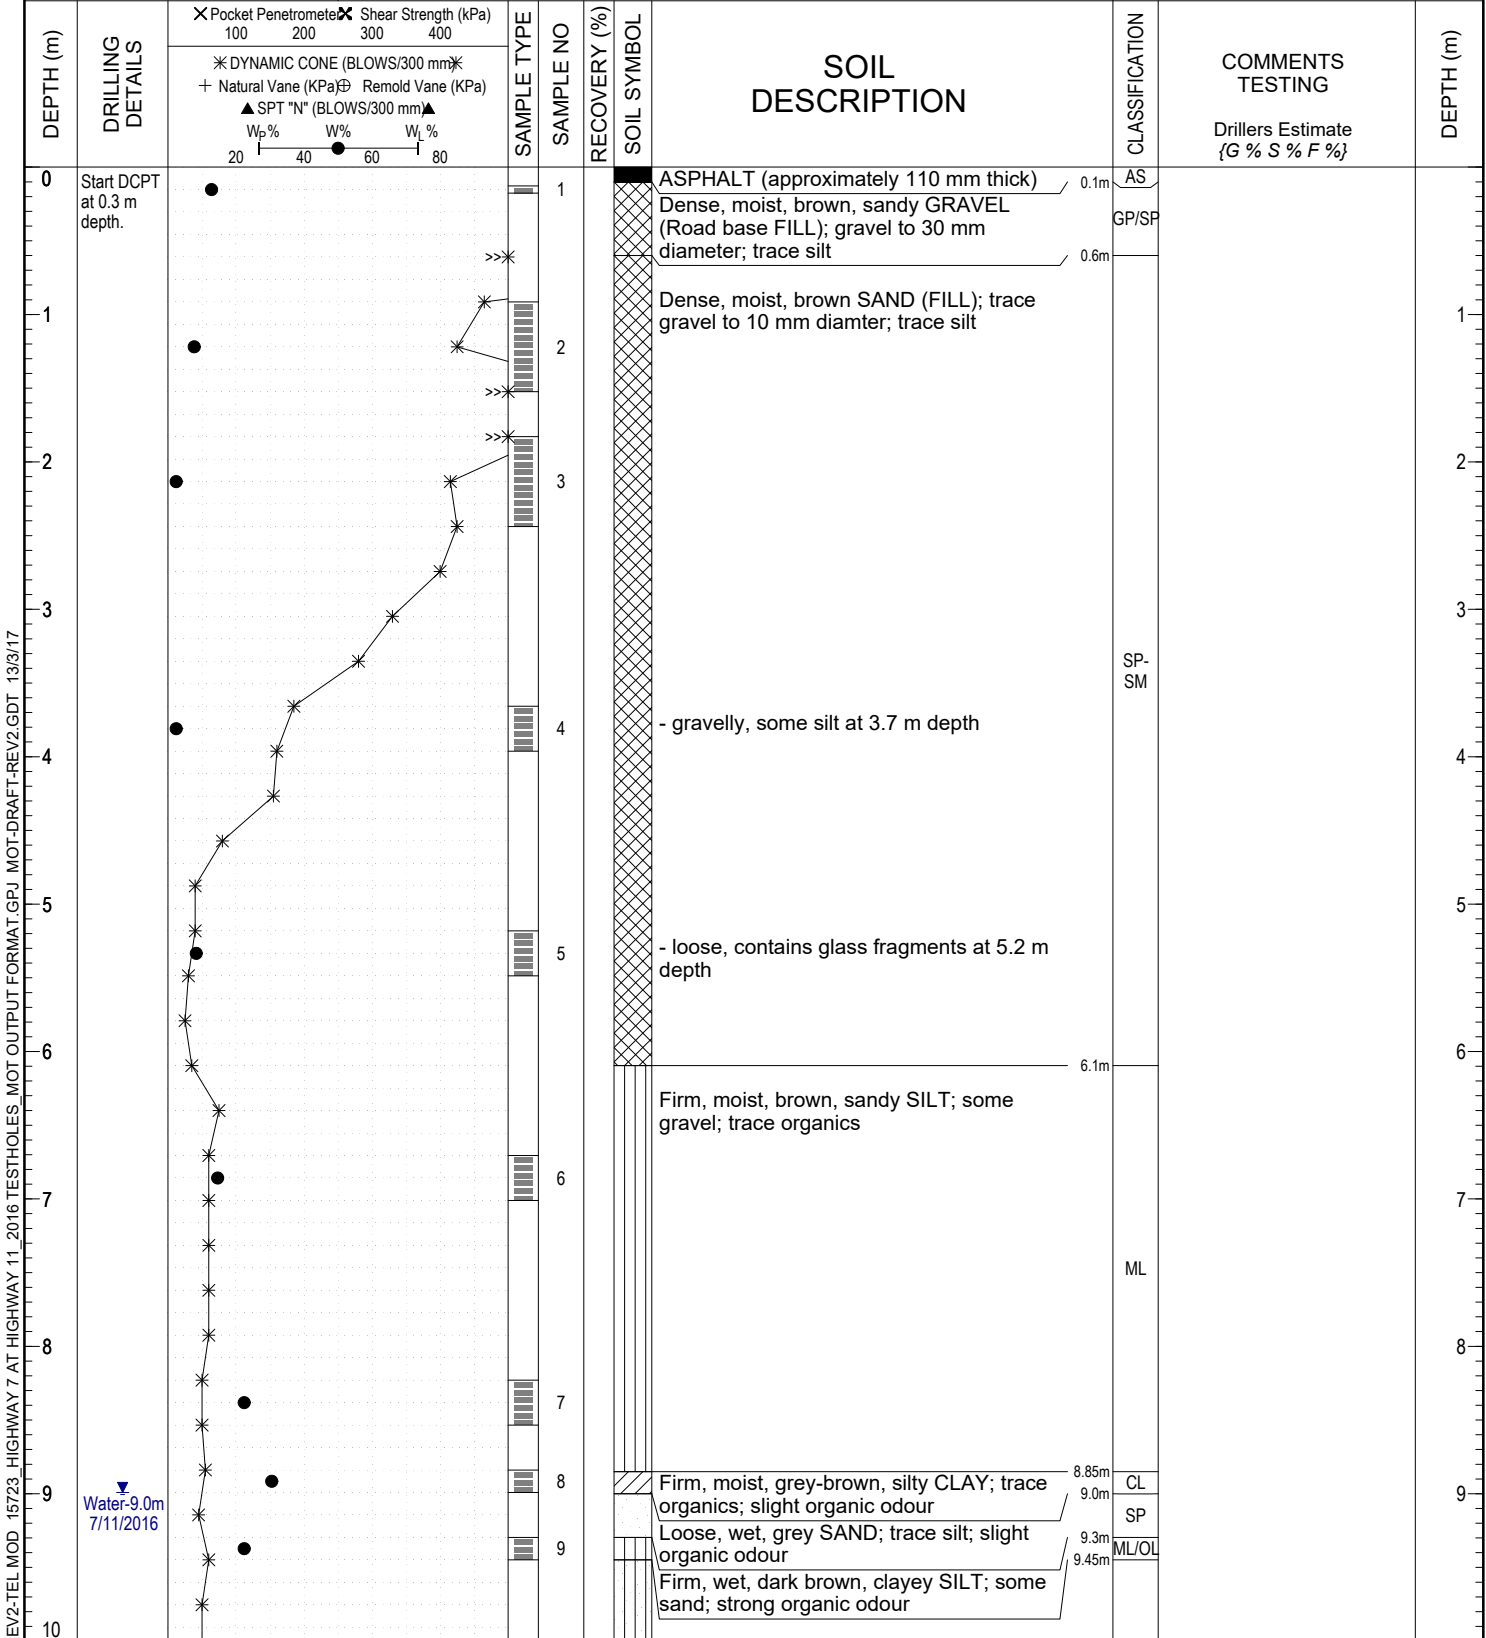 DEPTH (m)
DRILLING
DETAILS
Pocket Penetrometer Shear Strength (kPa)
100 200 300 400
DYNAMIC CONE (BLOWS/300 mm)
Natural Vane (KPa) Remold Vane (KPa)
SPT "N" (BLOWS/300 mm)
WP% W% WL%
20 40 60 80
SAMPLE TYPE
SAMPLE NO
RECOVERY (%)
SOIL SYMBOL
SOIL
DESCRIPTION
CLASSIFICATION
COMMENTS
TESTING
Drillers Estimate
{G % S % F %}
DEPTH (m)
0
Start DCPT
at 0.3 m
depth.
1
ASPHALT (approximately 110 mm thick)
0.1m
AS
Dense, moist, brown, sandy GRAVEL
(Road base FILL); gravel to 30 mm
diameter; trace silt
GP/SP
0.6m
>>
Dense, moist, brown SAND (FILL); trace
gravel to 10 mm diamter; trace silt
1
1
2
>>
>>
2
2
3
3
3
SP-
SM
4
- gravelly, some silt at 3.7 m depth
4
4
5
5
5
- loose, contains glass fragments at 5.2 m
depth
6
6
6.1m
Firm, moist, brown, sandy SILT; some
gravel; trace organics
6
7
7
ML
8
8
7
8.85m
8
Firm, moist, grey-brown, silty CLAY; trace
organics; slight organic odour
CL
9.0m
9
9
Water-9.0m
7/11/2016
SP
Loose, wet, grey SAND; trace silt; slight
organic odour
9.3m
9
ML/OL
9.45m
Firm, wet, dark brown, clayey SILT; some
sand; strong organic odour
10
EV2-TEL MOD 15723_HIGHWAY 7 AT HIGHWAY 11_2016 TESTHOLES_MOT OUTPUT FORMAT.GPJ MOT-DRAFT-REV2.GDT 13/3/17